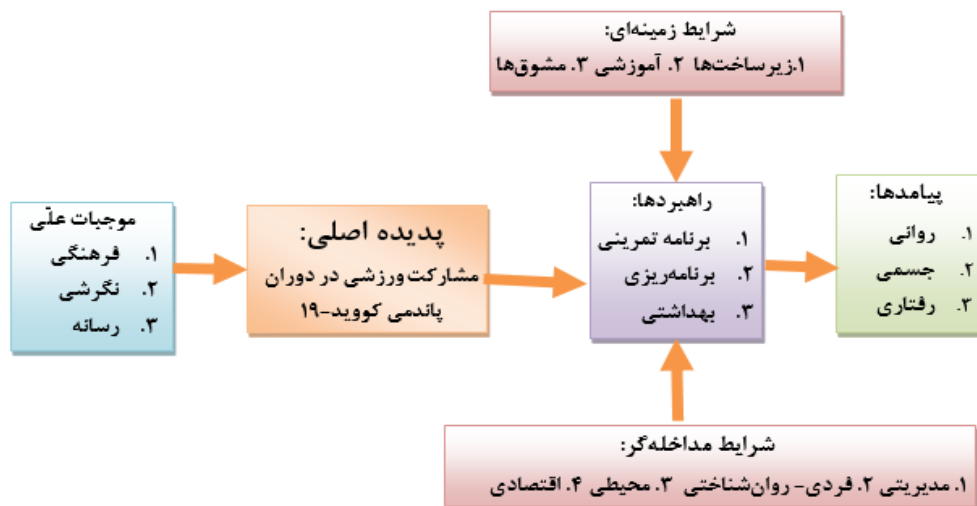 شرایط زمینه‌ای:
۱.زیرساخت‌ها ۲. آموزشی ۳. مشوق‌ها
موجبات علّی
۱. فرهنگی
۲. نگرشی
۳. رسانه
پدیده اصلی:
مشارکت ورزشی در دوران
پاندمی کووید-۱۹
راهبردها:
۱. برنامه تمرینی
۲. برنامه‌ریزی
۳. بهداشتی
پیامدها:
۱. روانی
۲. جسمی
۳. رفتاری
شرایط مداخله‌گر:
۱. مدیریتی ۲. فردی- روان‌شناختی ۳. محیطی ۴. اقتصادی